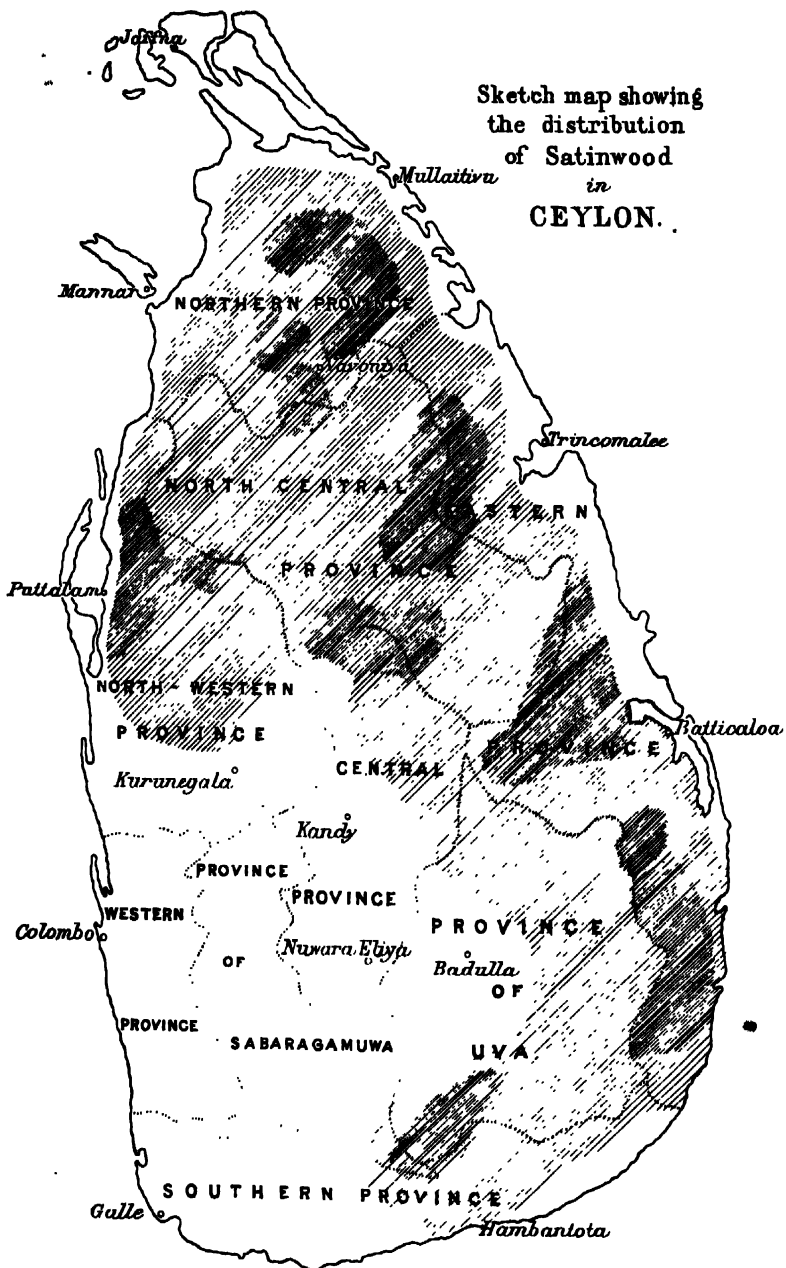 Jaffna
Sketch map showing
the distribution
of Satinwood
in
CEYLON.
Mullaitivu
Mannar
NORTHERN PROVINCE
Trincomalee
NORTH CENTRAL
EASTERN
PROVINCE
Puttalam
NORTH-WESTERN
PROVINCE
Batticaloa
PROVINCE
CENTRAL
Kurunegala
Kandy
PROVINCE
PROVINCE
WESTERN
PROVINCE
Colombo
Nuwara Eliya
OF
Badulla
OF
PROVINCE
SABARAGAMUWA
UVA
SOUTHERN PROVINCE
Galle
Hambantota